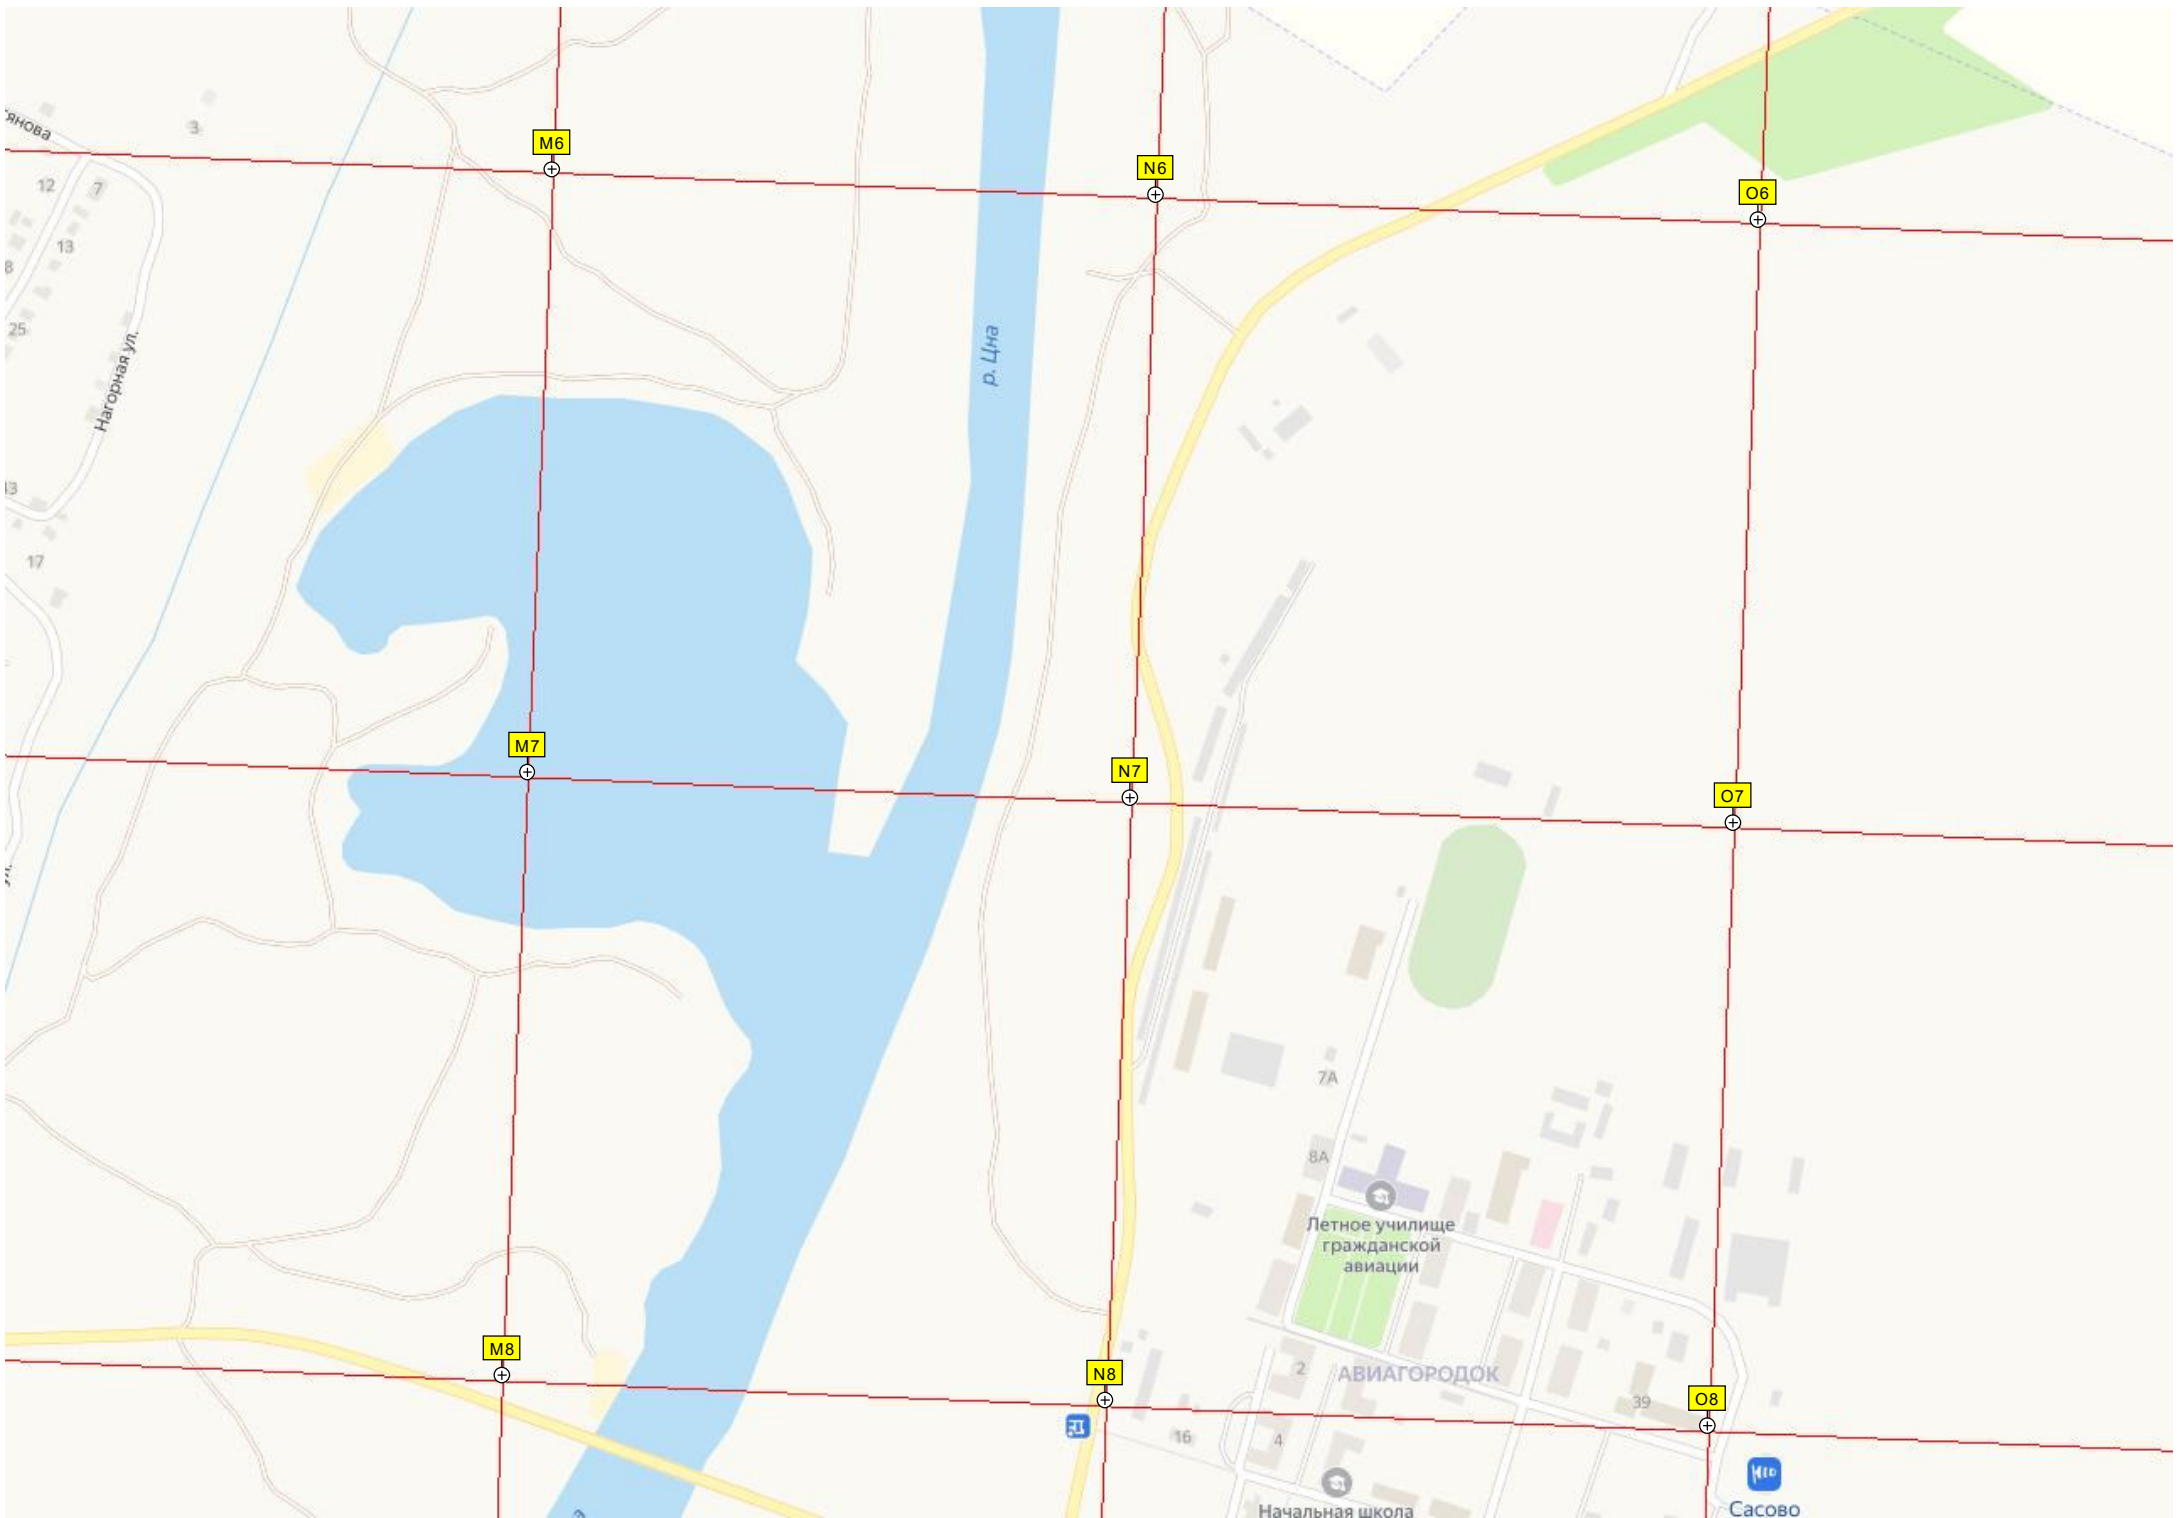 3
M6
N6
O6
12
7
13
8
25
Нагорная ул.
р. Цна
17
M7
N7
O7
7А
8А
Летное училище
гражданской
авиации
M8
N8
O8
2
АВИАГОРОДОК
39
16
4
Сасово
Начальная школа